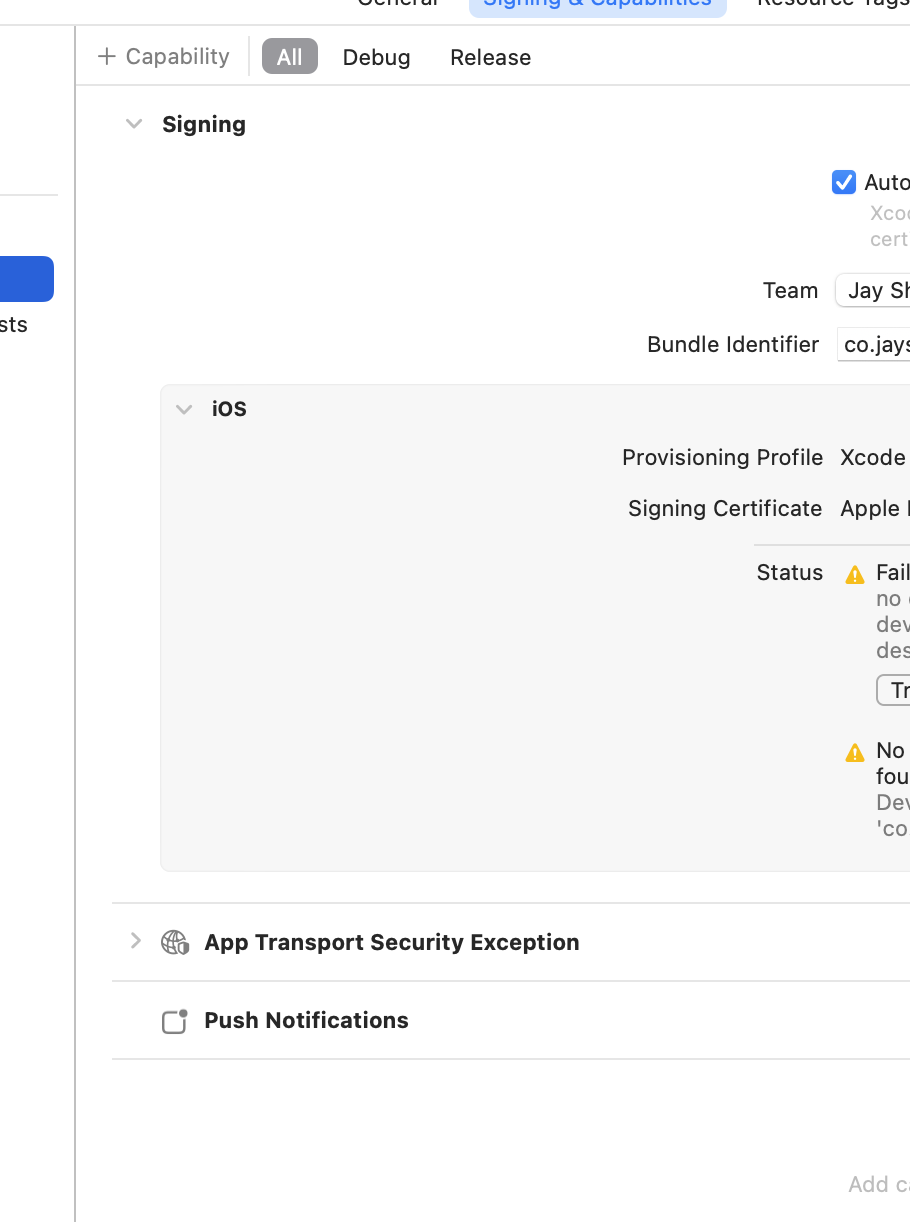 General Signing & Capabilities Resource Tags
+ Capability All Debug Release
Signing
Auto
Xco
cert
sts
Team Jay Sh
Bundle Identifier co.jays
iOS
Provisioning Profile Xcode
Signing Certificate Apple
Status Fail
no
dev
des
Tr
No
fou
Dev
'co
App Transport Security Exception
Push Notifications
Add ca